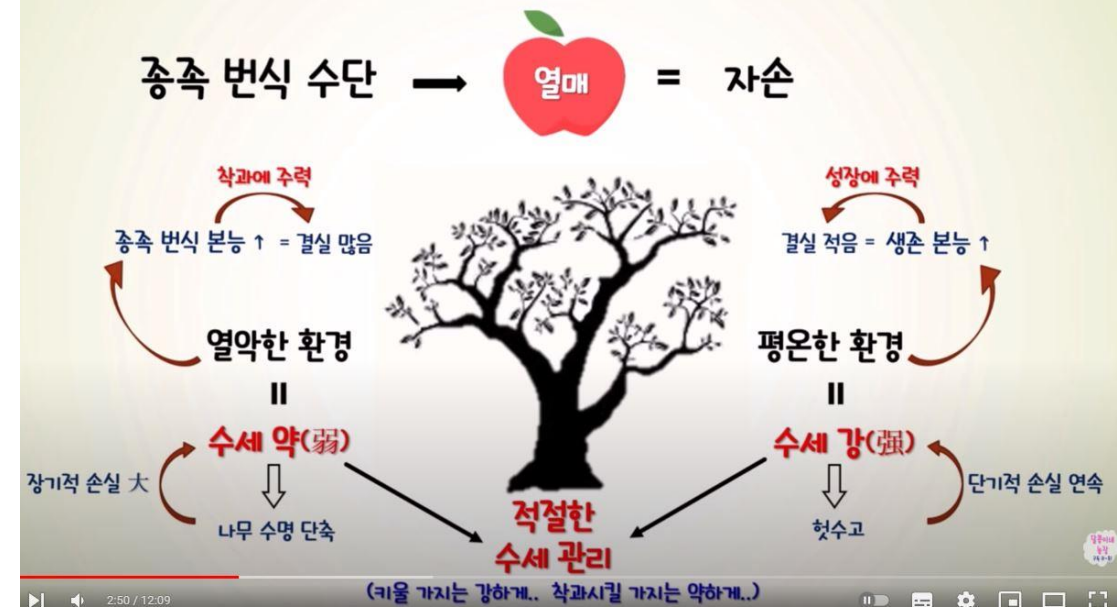 종족 번식 수단 → 열매 = 자손
착과에 주력
성장에 주력
종족 번식 본능 ↑ = 결실 많음
결실 적음 = 생존 본능 ↑
열악한 환경
평온한 환경
=
=
수세 약(弱)
수세 강(强)
장기적 손실 大
단기적 손실 연속
나무 수명 단축
헛수고
적절한
수세 관리
(키울 가지는 강하게.. 착과시킬 가지는 약하게..)
2:50 / 12:09